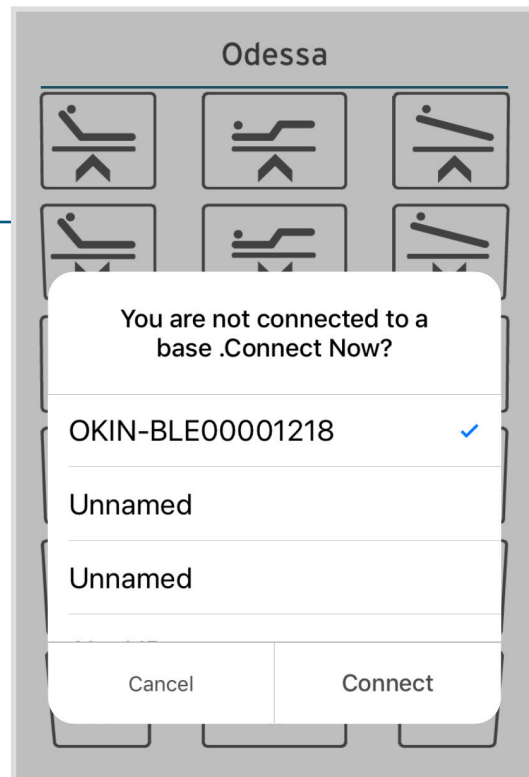 Odessa
You are not connected to a
base .Connect Now?
OKIN-BLE00001218
Unnamed
Unnamed
Cancel
Connect